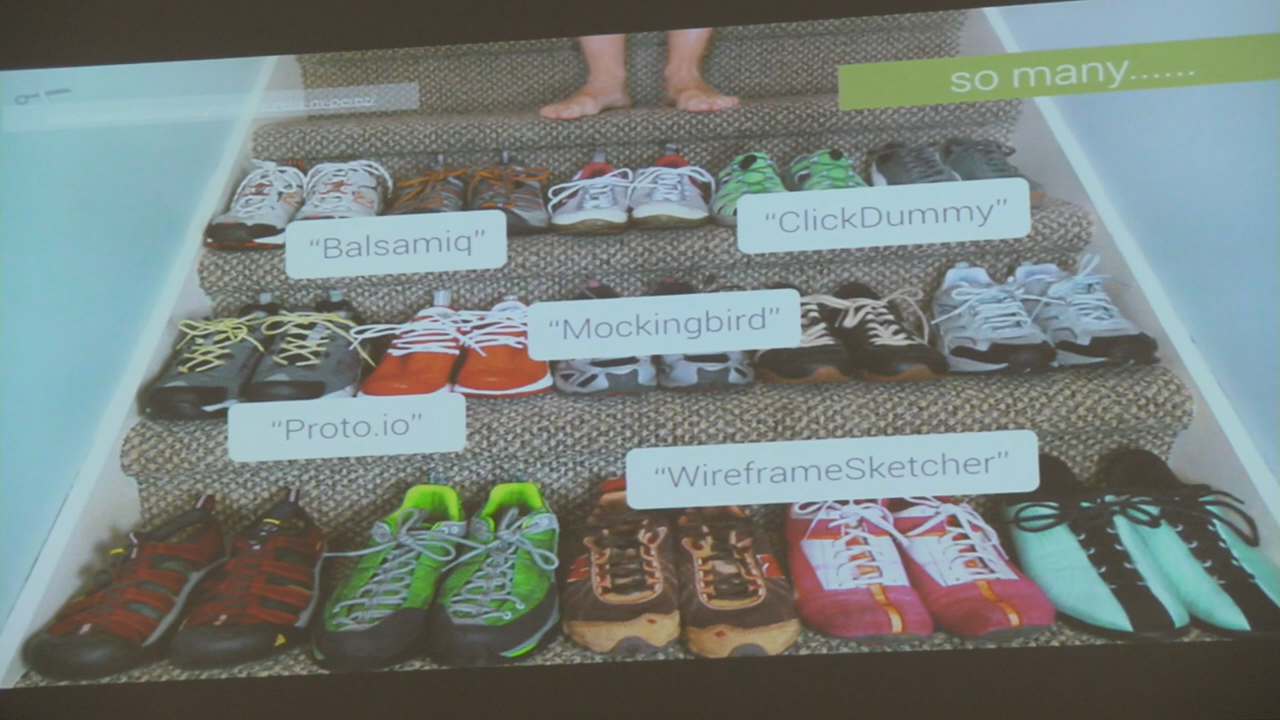 so many......
“Balsamiq”
“ClickDummy”
“Mockingbird”
“Proto.io”
“WireframeSketcher”